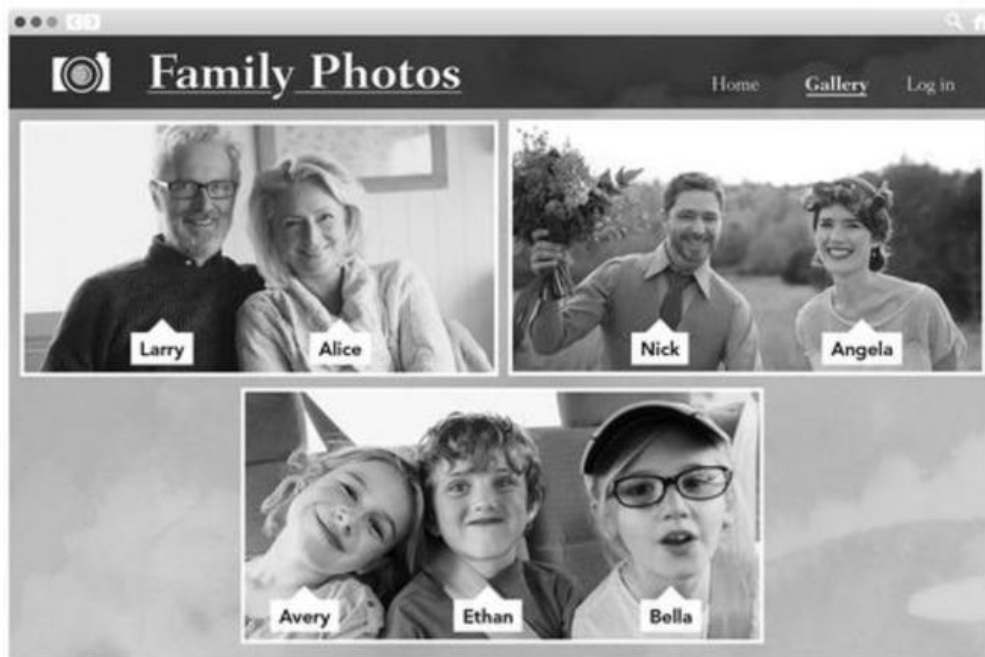 Family Photos
Home Gallery Log in
Larry Alice
Nick Angela
Avery Ethan Bella